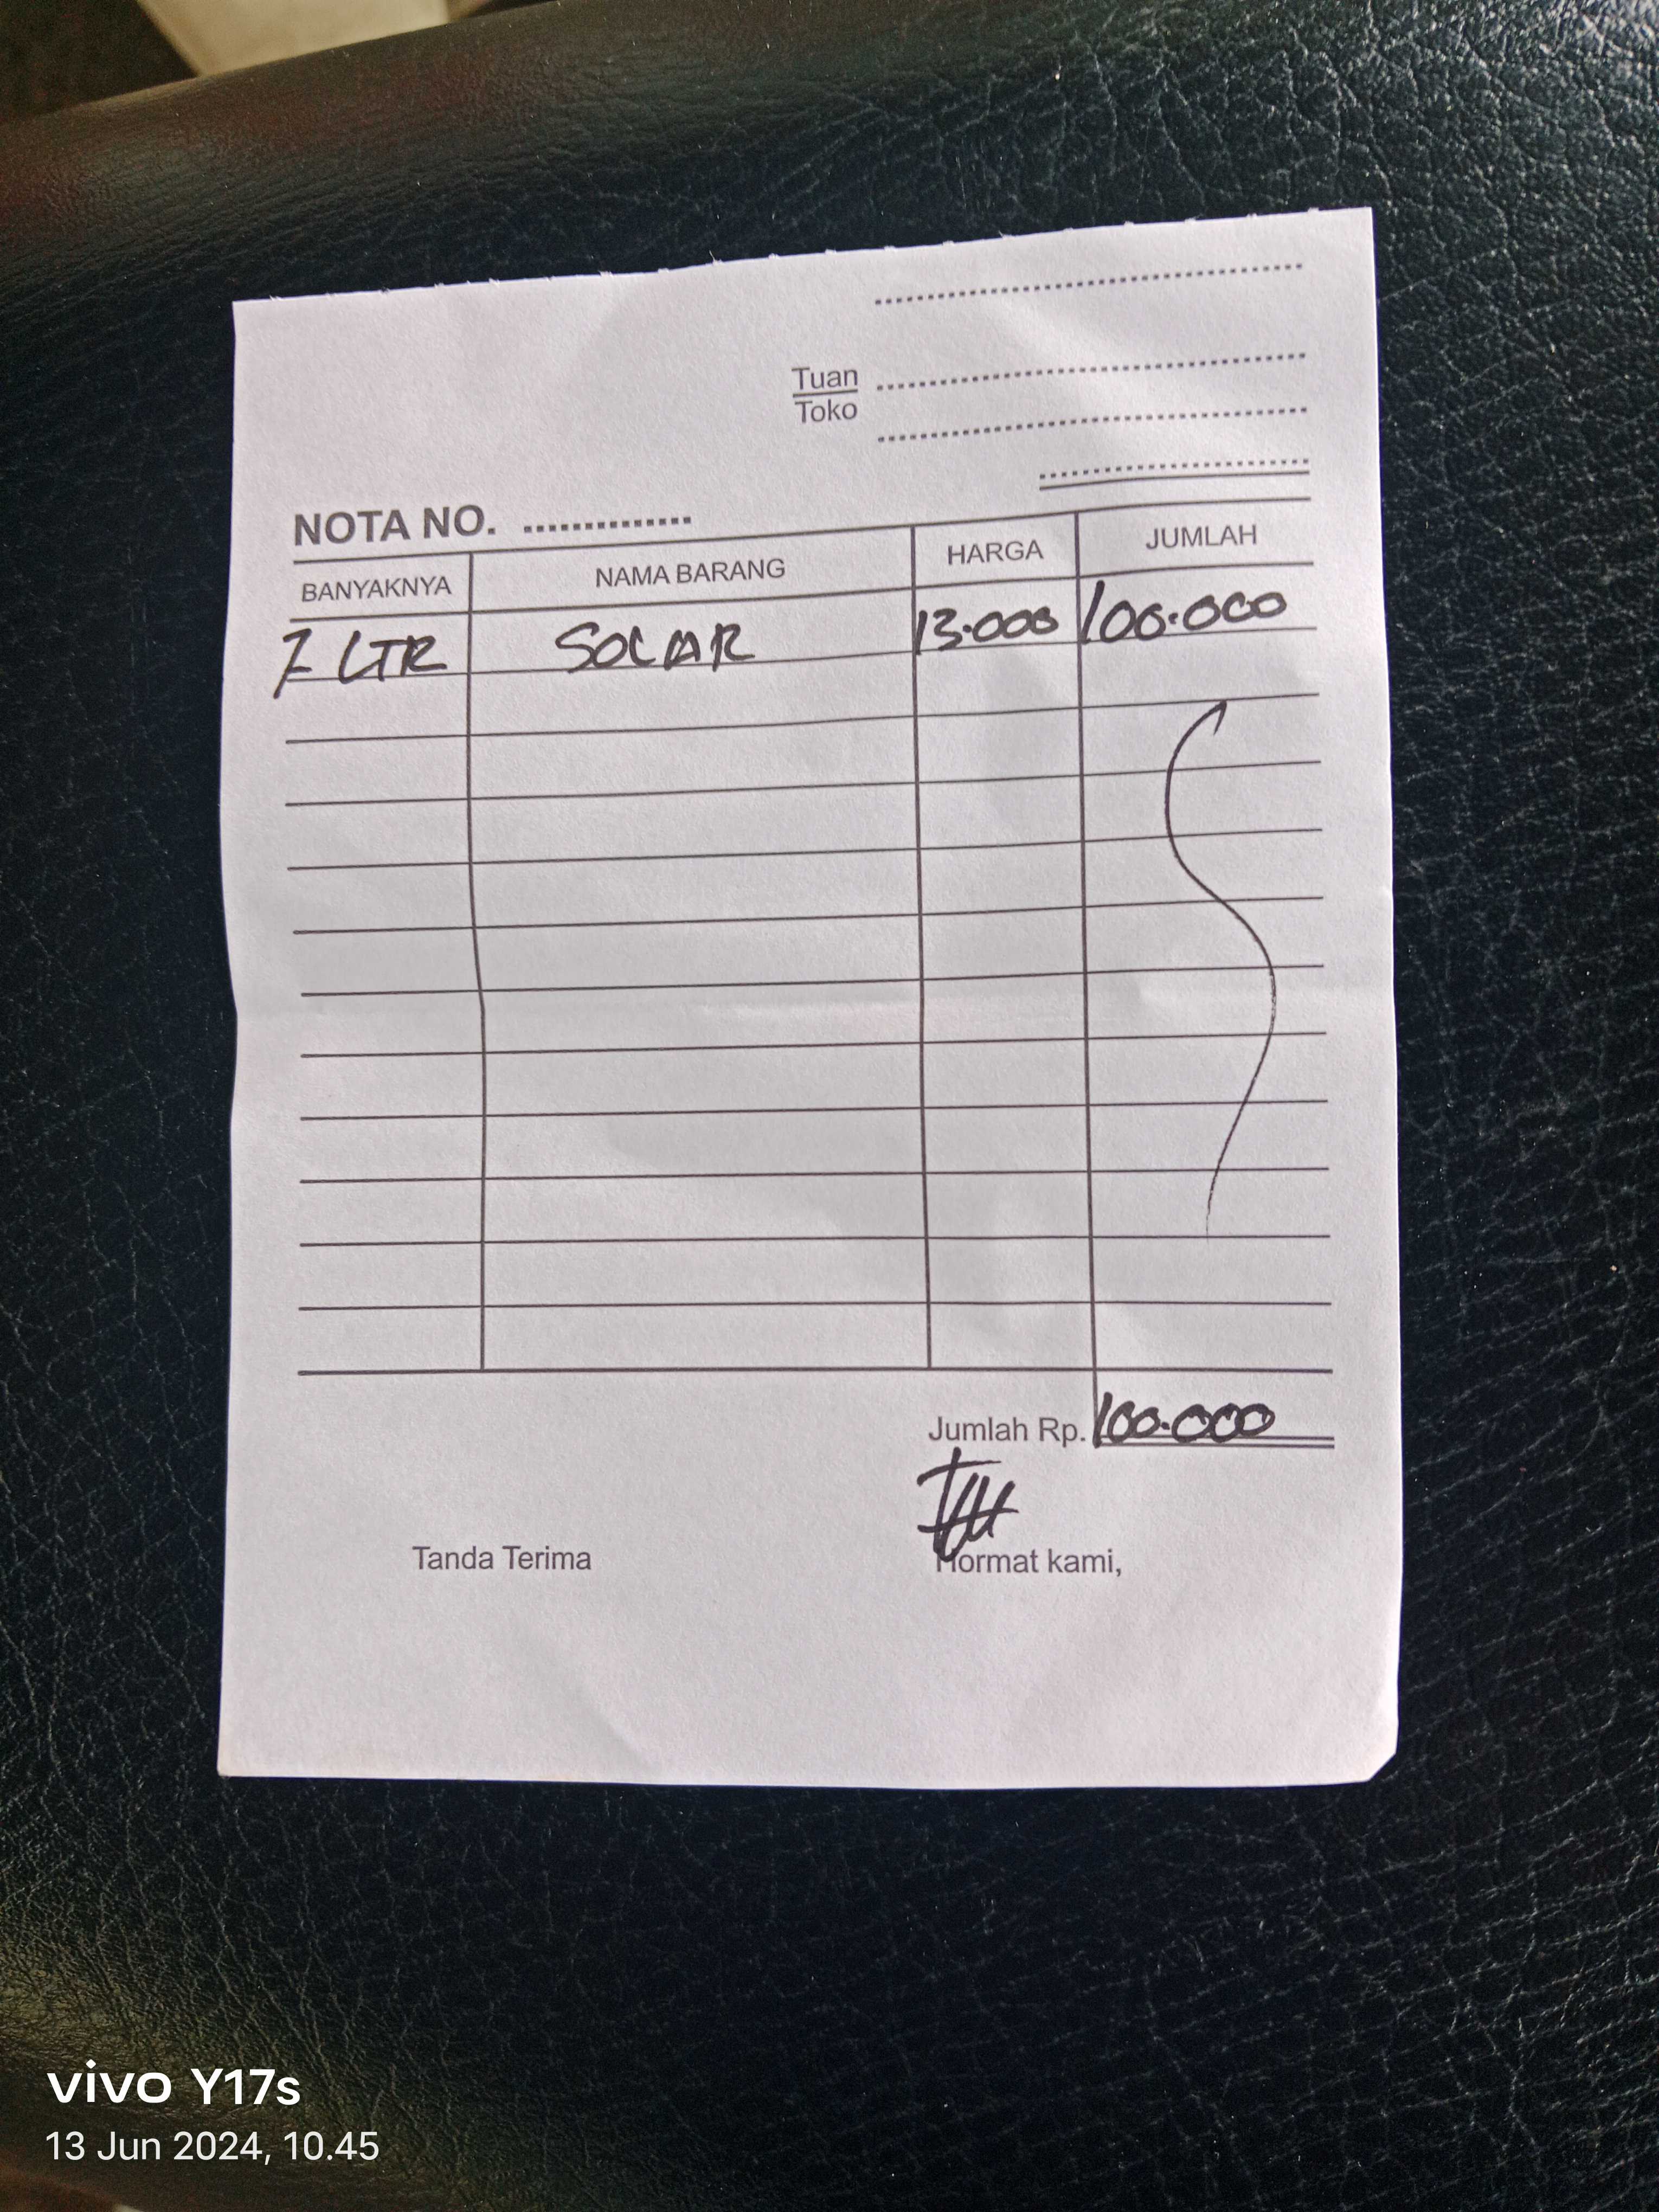 Tuan
Toko
NOTA NO. ..............
BANYAKNYA NAMA BARANG HARGA JUMLAH
7 LTR SOLAR 13.000 100.000
Jumlah Rp. 100.000
Tanda Terima Hormat kami,
vivo Y17s
13 Jun 2024, 10.45